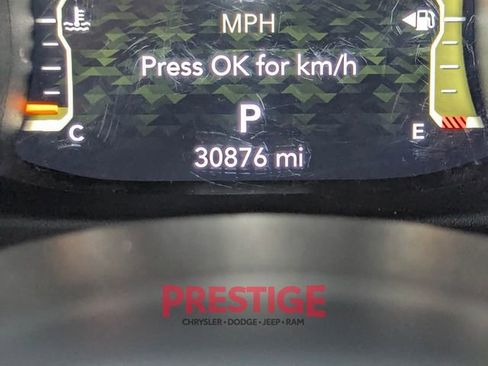 MPH
Press OK for km/h
P
C
E
30876 mi
PRESTIGE
CHRYSLER • DODGE • JEEP • RAM